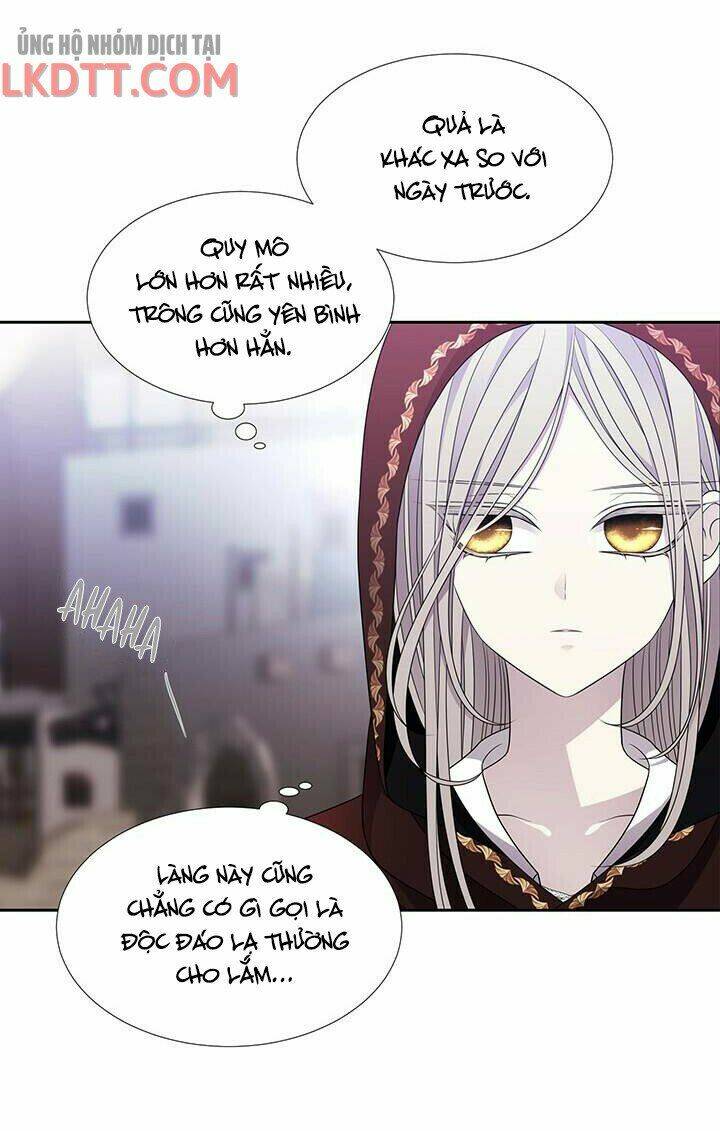 ỦNG HỘ NHÓM DỊCH TẠI
LKDTT.COM
QUẢ LÀ
KHÁC XA SO VỚI
NGÀY TRƯỚC.
QUY MÔ
LỚN HƠN RẤT NHIỀU,
TRÔNG CŨNG YÊN BÌNH
HƠN HẲN.
AHAHA
LÀNG NÀY CŨNG
CHẲNG CÓ GÌ GỌI LÀ
ĐỘC ĐÁO LẠ THƯỜNG
CHO LẮM...